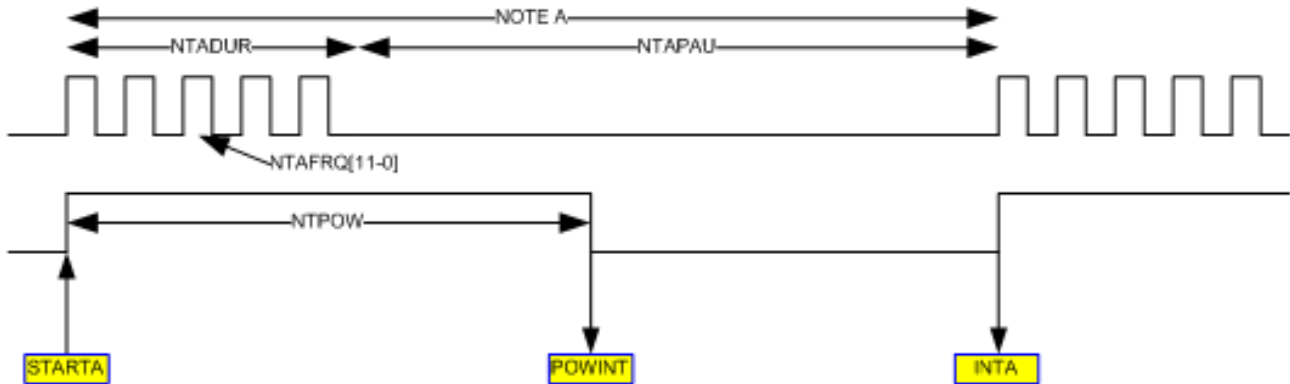 NOTE A
NTADUR
NTAPAU
NTAFRQ[11-0]
NTPOW
STARTA
POWINT
INTA